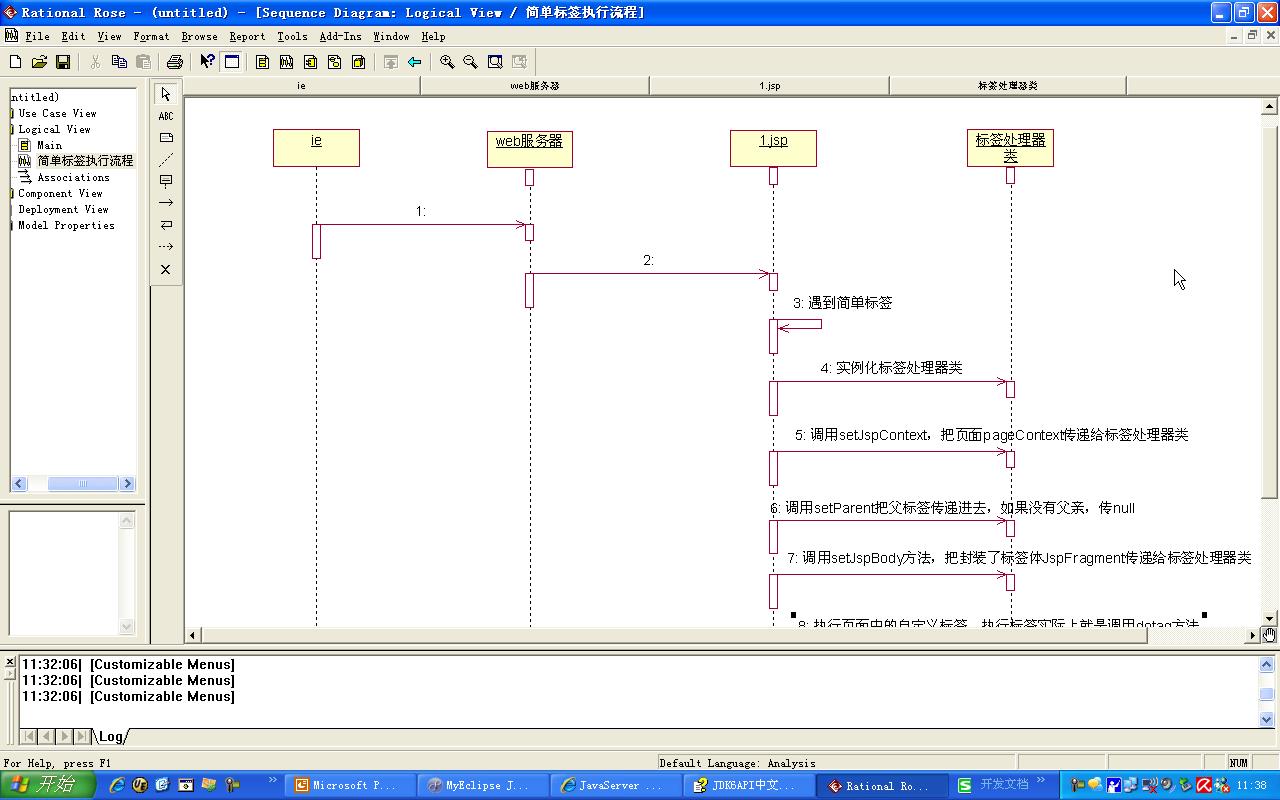 Rational Rose - (untitled) - [Sequence Diagram: Logical View / 简单标签执行流程]
File Edit View Format Browse Report Tools Add-Ins Window Help
ie web服务器 1.jsp 标签处理器类
ntitled)
Use Case View
Logical View
Main
简单标签执行流程
Associations
Component View
Deployment View
Model Properties
ABC
ie
web服务器
1.jsp
标签处理器
类
1:
2:
3: 遇到简单标签
4: 实例化标签处理器类
5: 调用setJspContext，把页面pageContext传递给标签处理器类
6: 调用setParent把父标签传递进去，如果没有父亲，传null
7: 调用setJspBody方法，把封装了标签体JspFragment传递给标签处理器类
8: 执行页面中的自定义标签，执行标签实际上就是调用dotag方法
11:32:06| [Customizable Menus]
11:32:06| [Customizable Menus]
11:32:06| [Customizable Menus]
Log
For Help, press F1 Default Language: Analysis NUM
开始 Microsoft P... MyEclipse J... JavaServer ... JDK6API中文... Rational Ro... 开发文档 11:38